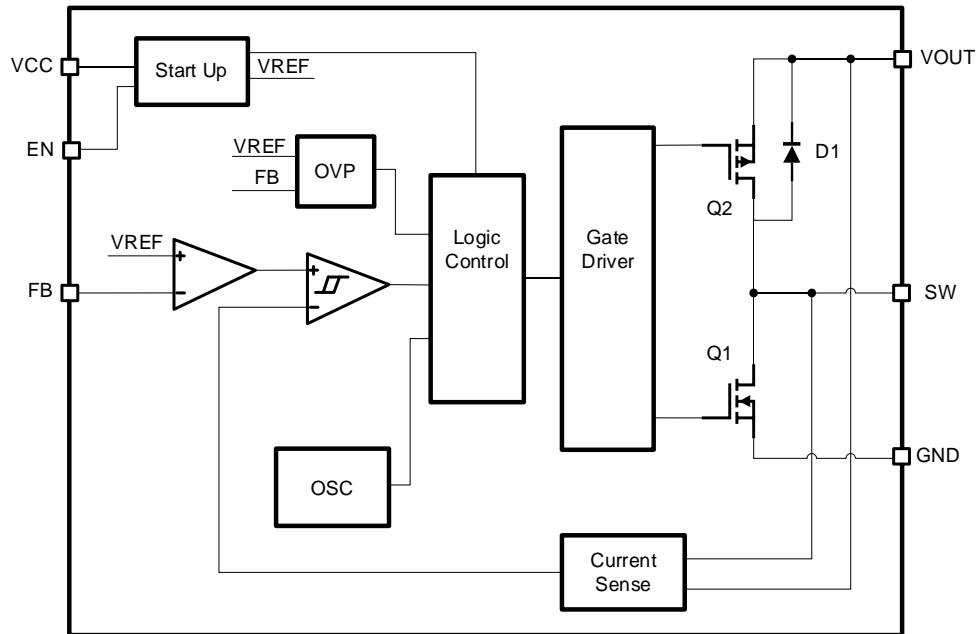 VCC
Start Up
VREF
VOUT
EN
VREF
FB
OVP
D1
Q2
VREF
+
−
FB
+
−
Logic
Control
Gate
Driver
SW
Q1
GND
OSC
Current
Sense